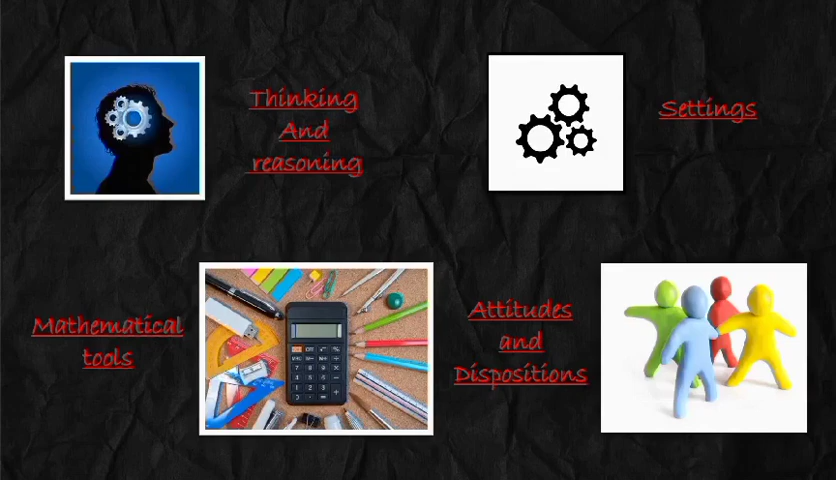 Thinking
And
reasoning
Settings
Mathematical
tools
Attitudes
and
Dispositions